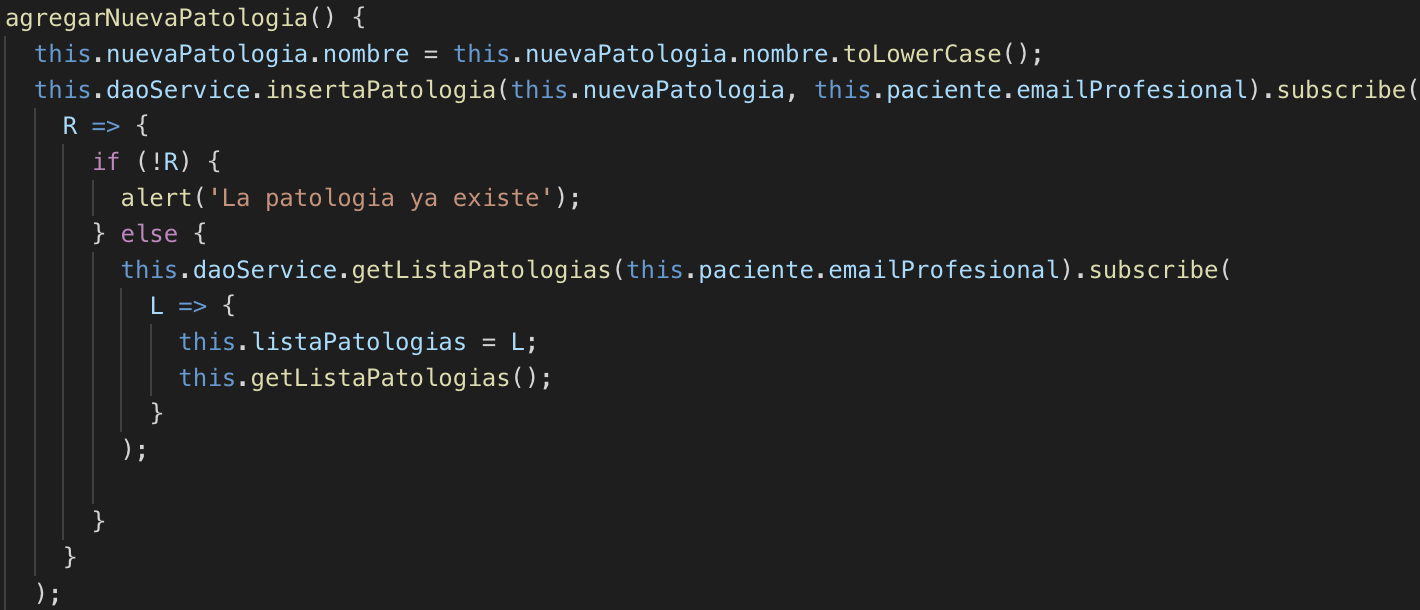 agregarNuevaPatologia() {
this.nuevaPatologia.nombre = this.nuevaPatologia.nombre.toLowerCase();
this.daoService.insertaPatologia(this.nuevaPatologia, this.paciente.emailProfesional).subscribe(
R => {
if (!R) {
alert('La patologia ya existe');
} else {
this.daoService.getListaPatologias(this.paciente.emailProfesional).subscribe(
L => {
this.listaPatologias = L;
this.getListaPatologias();
}
);
}
}
);